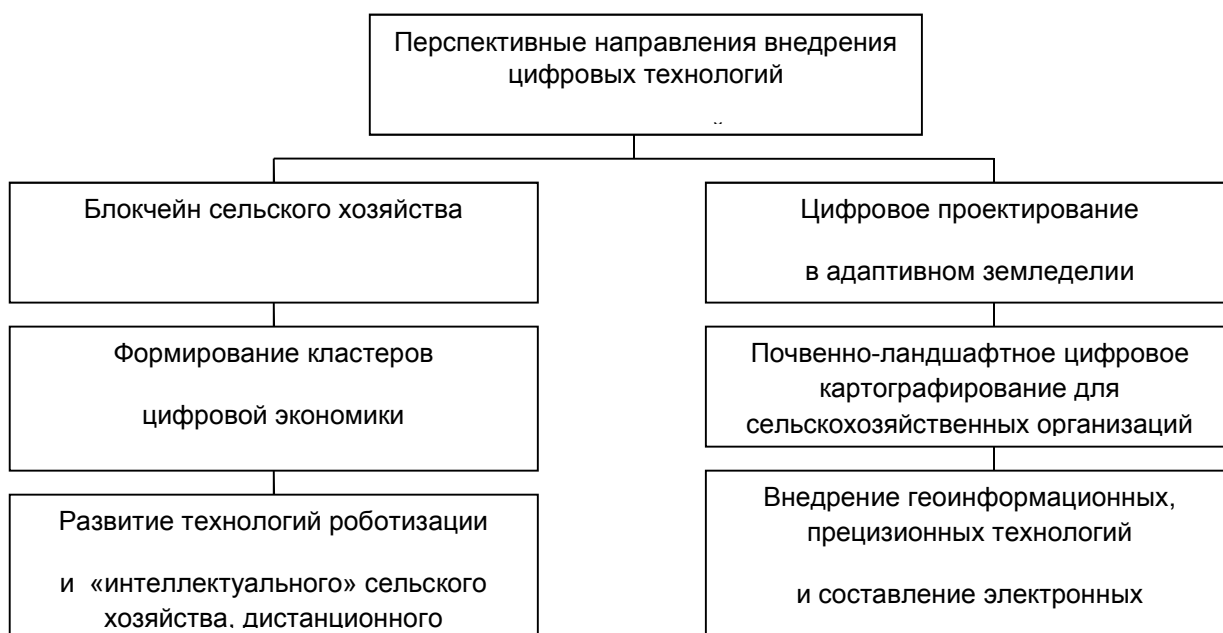 Перспективные направления внедрения
цифровых технологий
Блокчейн сельского хозяйства
Формирование кластеров
цифровой экономики
Развитие технологий роботизации
и «интеллектуального» сельского
хозяйства, дистанционного
Цифровое проектирование
в адаптивном земледелии
Почвенно-ландшафтное цифровое
картографирование для
сельскохозяйственных организаций
Внедрение геоинформационных,
прецизионных технологий
и составление электронных